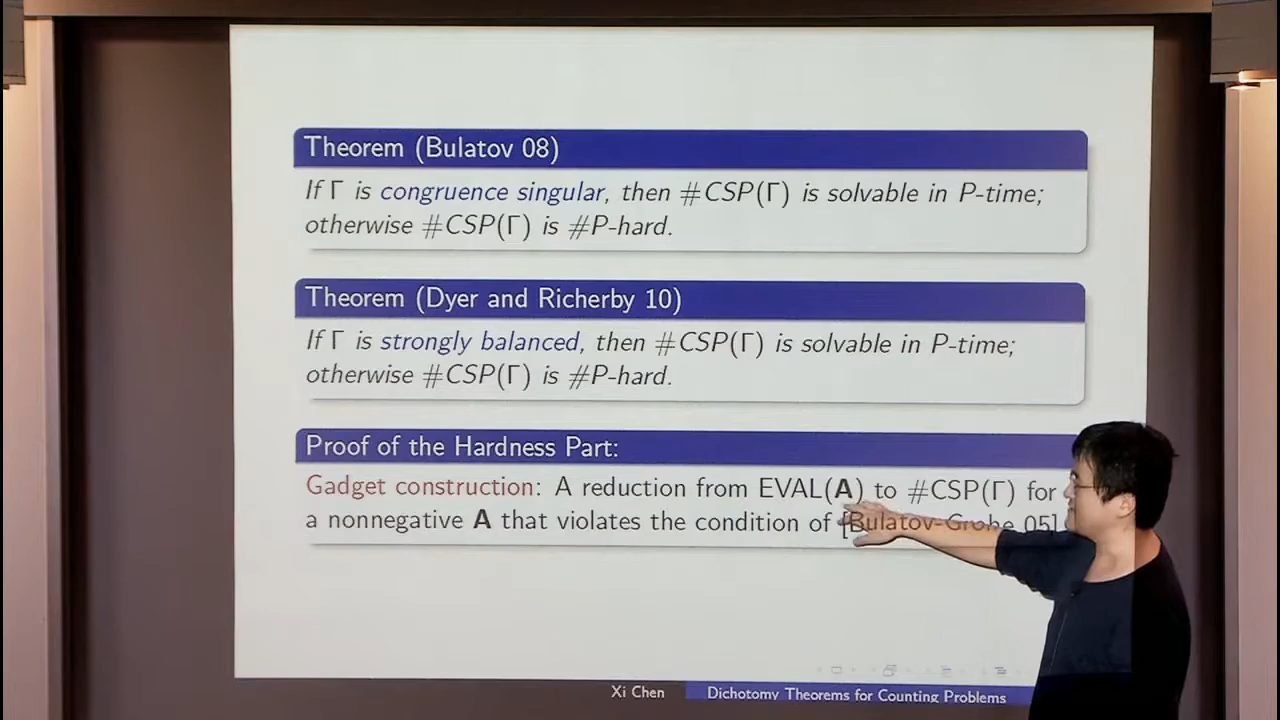 Theorem (Bulatov 08)
If Γ is congruence singular, then #CSP(Γ) is solvable in P-time;
otherwise #CSP(Γ) is #P-hard.
Theorem (Dyer and Richerby 10)
If Γ is strongly balanced, then #CSP(Γ) is solvable in P-time;
otherwise #CSP(Γ) is #P-hard.
Proof of the Hardness Part:
Gadget construction: A reduction from EVAL(A) to #CSP(Γ) for
a nonnegative A that violates the condition of [Bulatov-Grohe 05]
Xi Chen
Dichotomy Theorems for Counting Problems